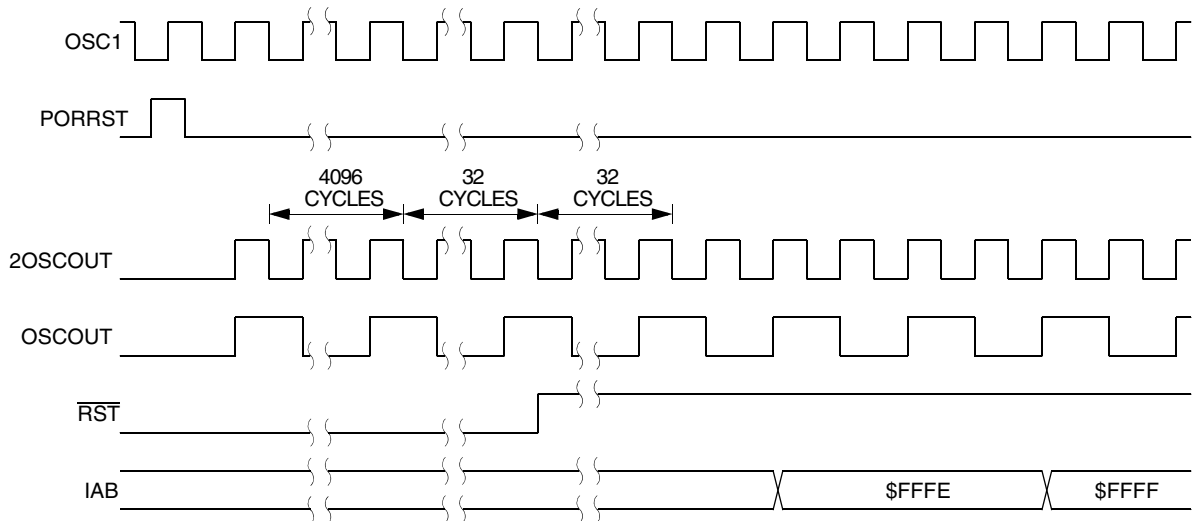 OSC1
PORRST
4096
CYCLES
32
CYCLES
32
CYCLES
2OSCOUT
OSCOUT
RST
IAB
$FFFE
$FFFF